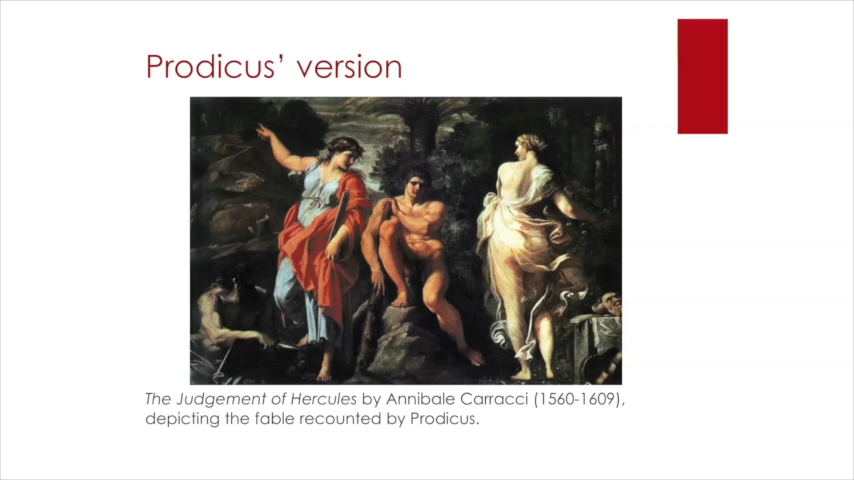 Prodicus’ version
The Judgement of Hercules by Annibale Carracci (1560-1609),
depicting the fable recounted by Prodicus.